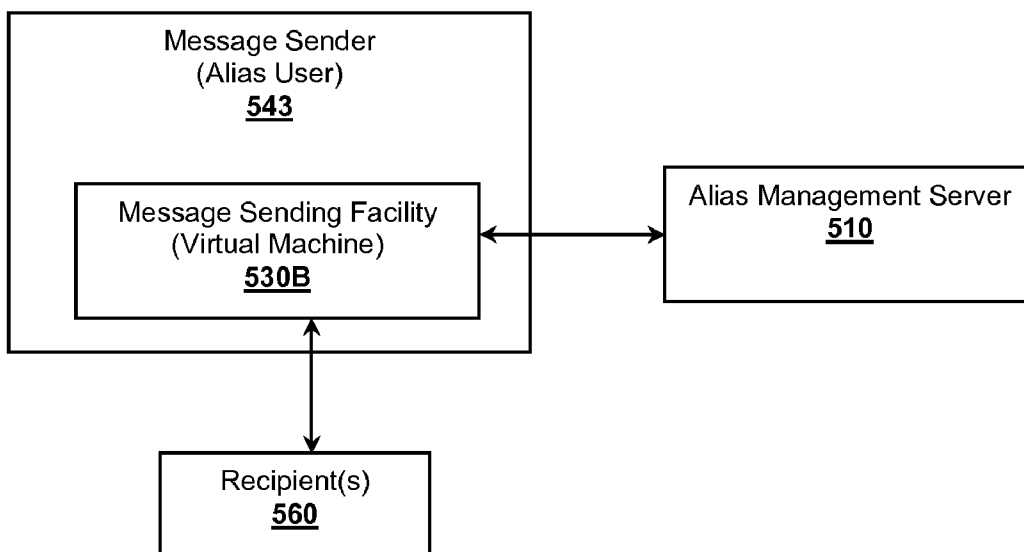 Message Sender
(Alias User)
543
Message Sending Facility
(Virtual Machine)
530B
Alias Management Server
510
Recipient(s)
560